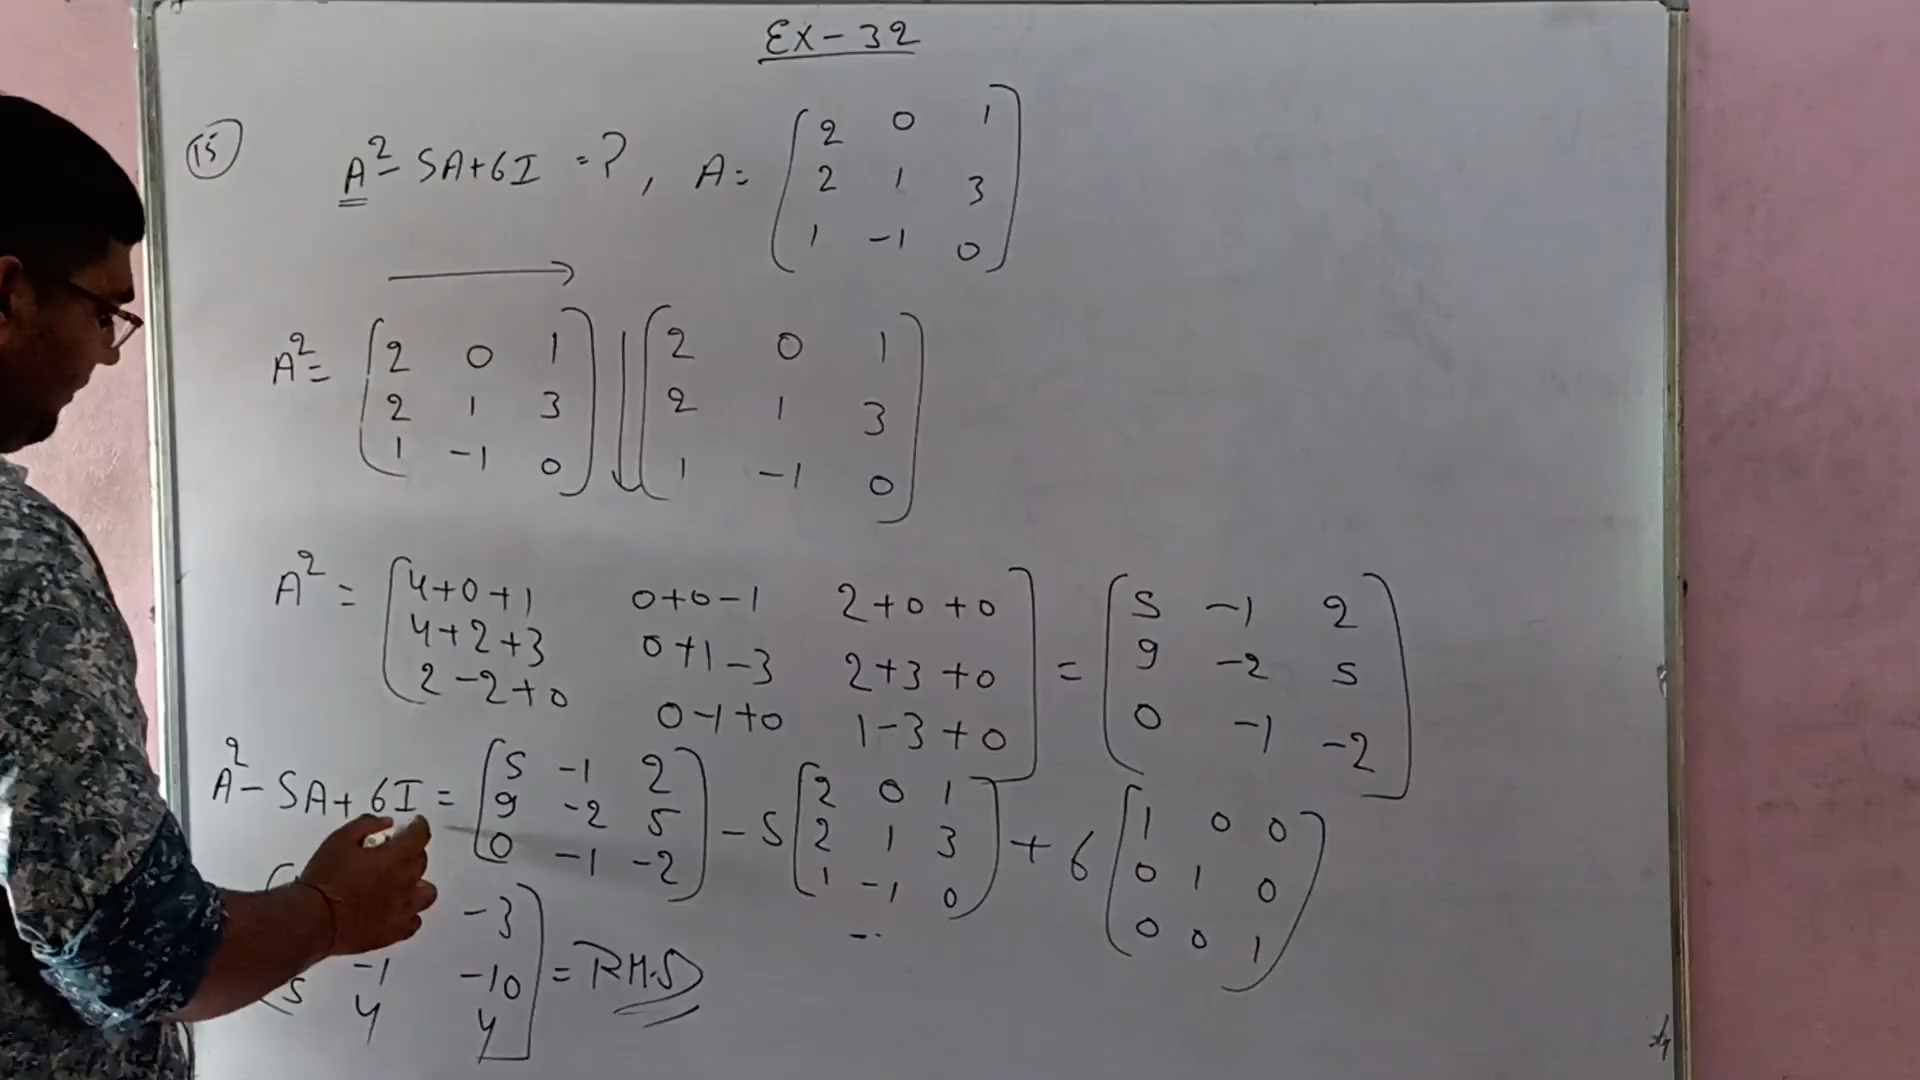 Ex-32
15 A²-5A+6I = ?, A= [2 0 1
2 1 3
1 -1 0]
A²= [2 0 1 [2 0 1
2 1 3 2 1 3
1 -1 0] 1 -1 0]
A² = [4+0+1 0+0-1 2+0+0 = [5 -1 2
4+2+3 0+1-3 2+3+0 9 -2 5
2-2+0 0-1+0 1-3+0] 0 -1 -2]
A²-5A+6I = [5 -1 2 -5 [2 0 1 +6 [1 0 0
9 -2 5 2 1 3 0 1 0
0 -1 -2] 1 -1 0] 0 0 1]
-3
-1 -10 = RHS
5 4 4]